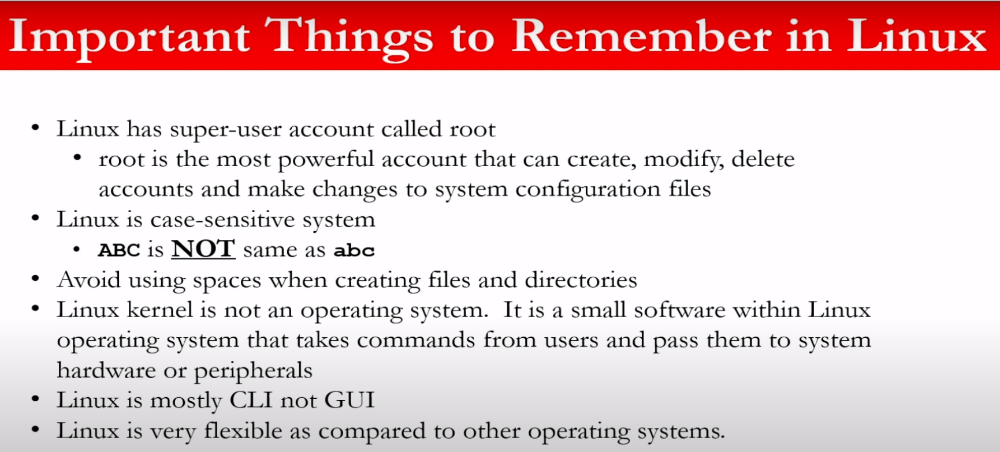 Important Things to Remember in Linux
• Linux has super-user account called root
• root is the most powerful account that can create, modify, delete
accounts and make changes to system configuration files
• Linux is case-sensitive system
• ABC is NOT same as abc
• Avoid using spaces when creating files and directories
• Linux kernel is not an operating system.  It is a small software within Linux
operating system that takes commands from users and pass them to system
hardware or peripherals
• Linux is mostly CLI not GUI
• Linux is very flexible as compared to other operating systems.